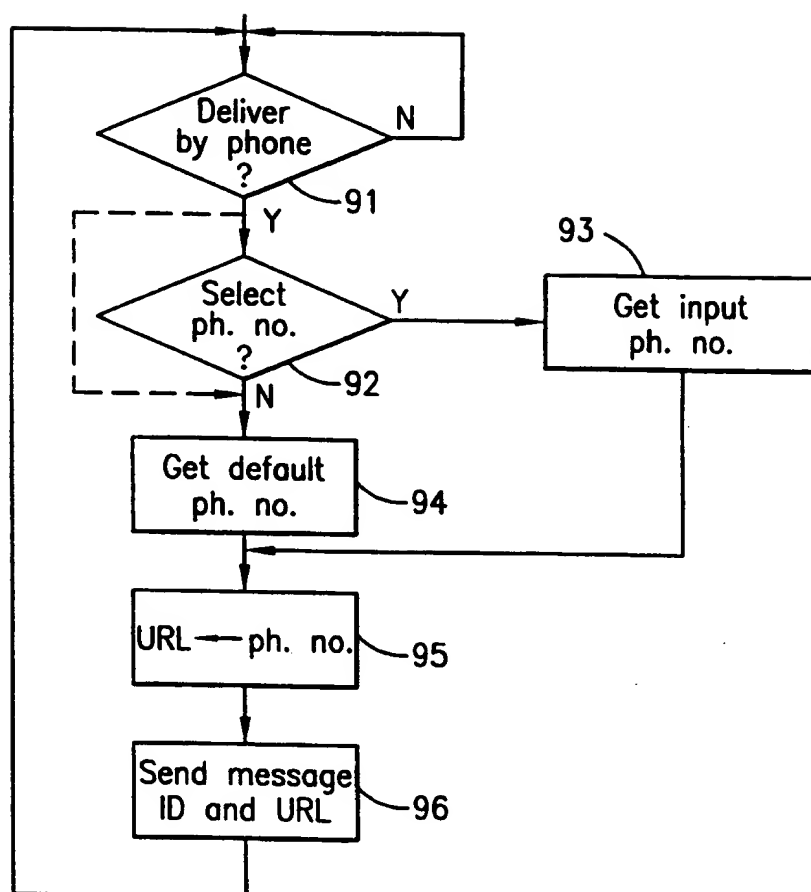 Deliver
by phone
?
N
91
Y
93
Select
ph. no.
?
Y
Get input
ph. no.
92
N
Get default
ph. no.
94
URL ← ph. no.
95
Send message
ID and URL
96